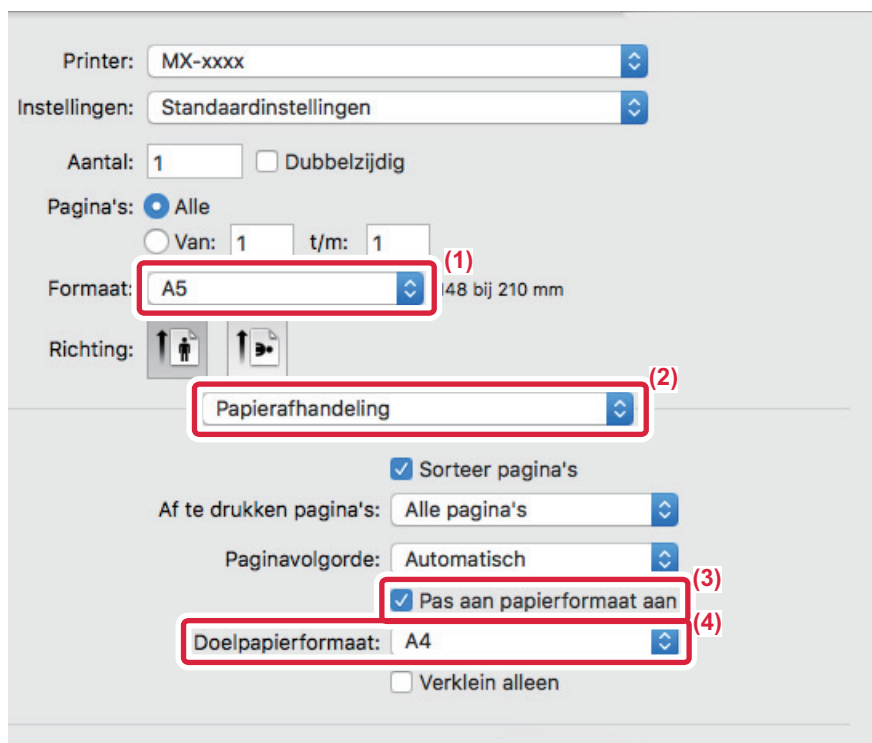 Printer: MX-xxxx
Instellingen: Standaardinstellingen
Aantal: 1 Dubbelzijdig
Pagina's: Alle
Van: 1 t/m: 1
(1)
Formaat: A5 148 bij 210 mm
Richting:
(2)
Papierafhandeling
Sorteer pagina's
Af te drukken pagina's: Alle pagina's
Paginavolgorde: Automatisch
(3)
Pas aan papierformaat aan
(4)
Doelpapierformaat: A4
Verklein alleen